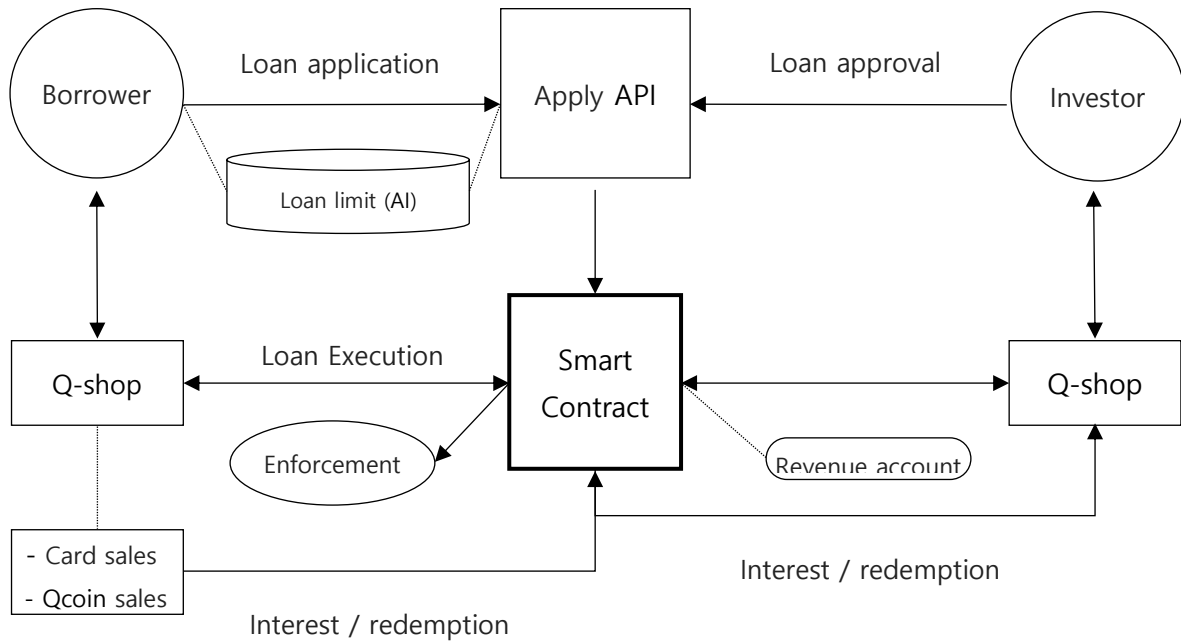 Loan application
Loan approval
Borrower
Apply API
Investor
Loan limit (AI)
Loan Execution
Smart
Contract
Q-shop
Q-shop
Enforcement
Revenue account
- Card sales
- Qcoin sales
Interest / redemption
Interest / redemption